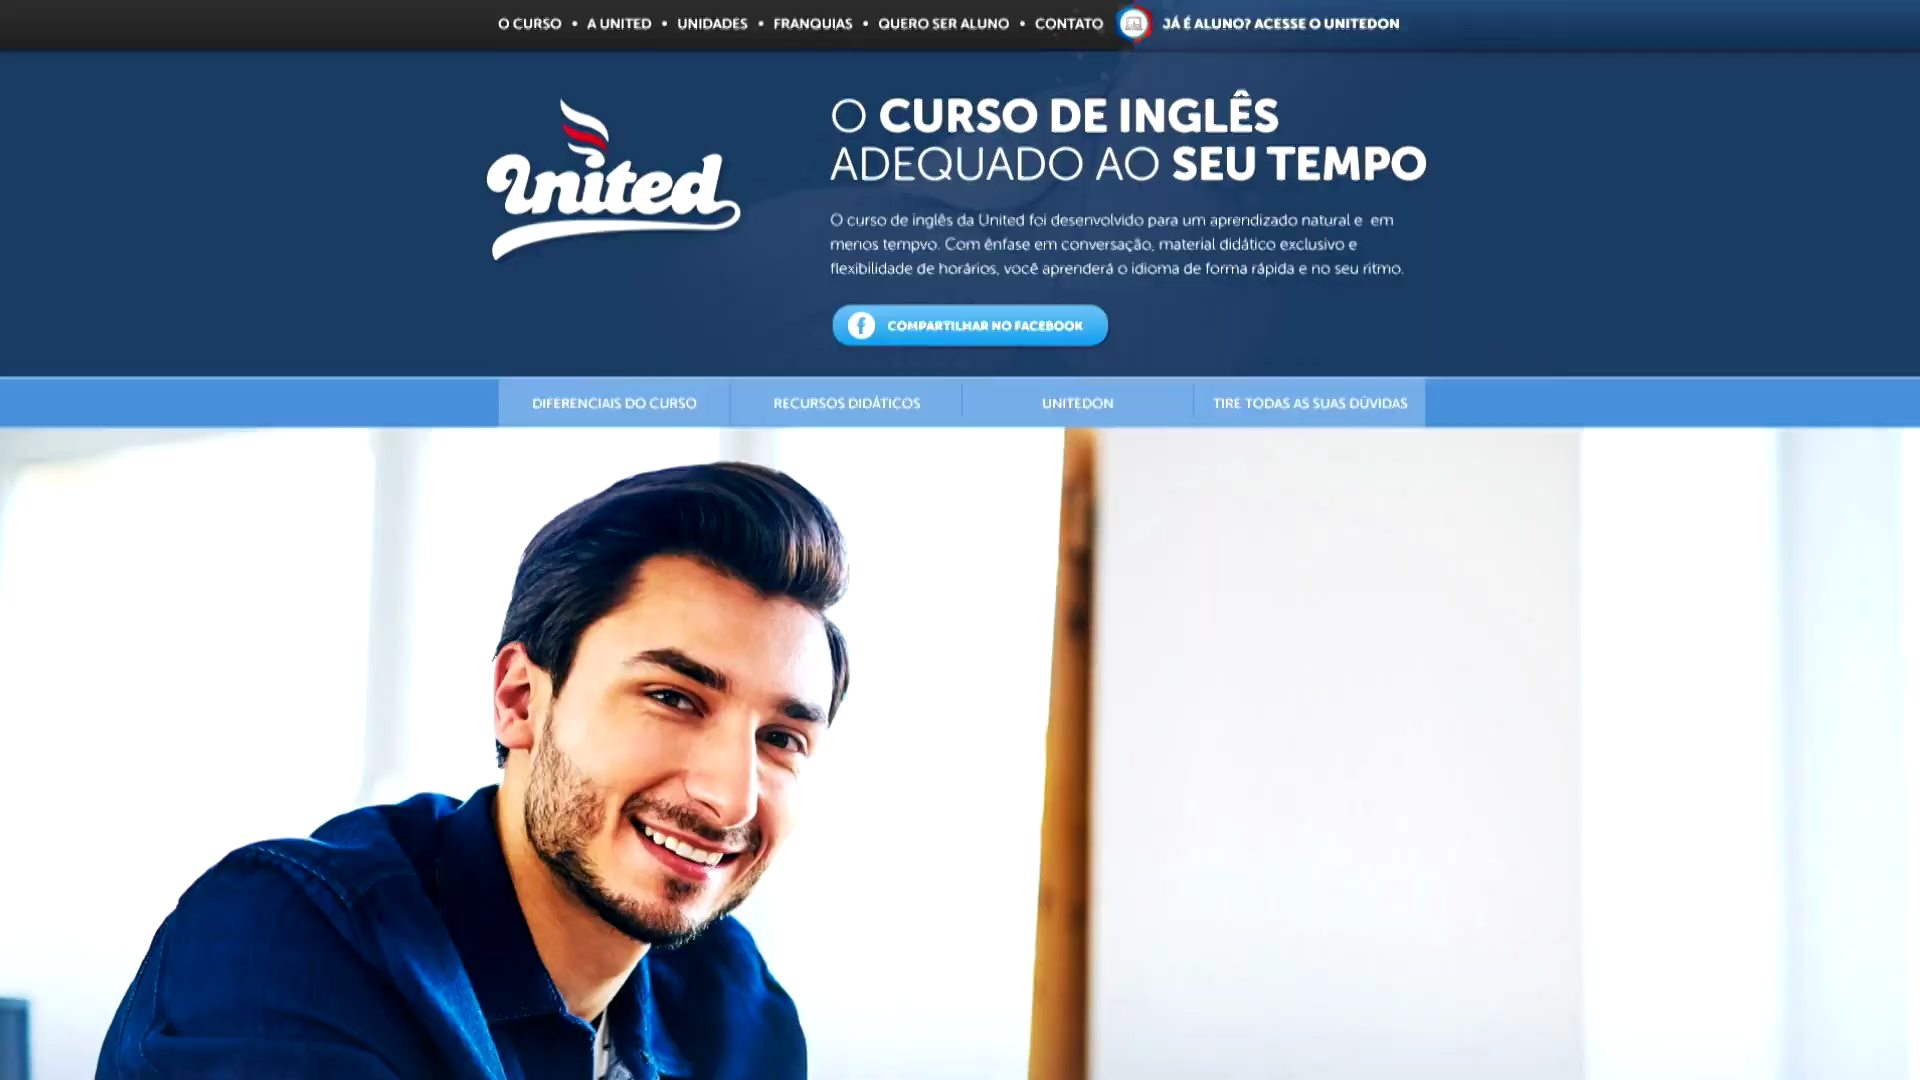 O CURSO • A UNITED • UNIDADES • FRANQUIAS • QUERO SER ALUNO • CONTATO JÁ É ALUNO? ACESSE O UNITEDON
United
O CURSO DE INGLÊS
ADEQUADO AO SEU TEMPO
O curso de inglês da United foi desenvolvido para um aprendizado natural e em
menos tempvo. Com ênfase em conversação, material didático exclusivo e
flexibilidade de horários, você aprenderá o idioma de forma rápida e no seu ritmo.
f COMPARTILHAR NO FACEBOOK
DIFERENCIAIS DO CURSO RECURSOS DIDÁTICOS UNITEDON TIRE TODAS AS SUAS DÚVIDAS